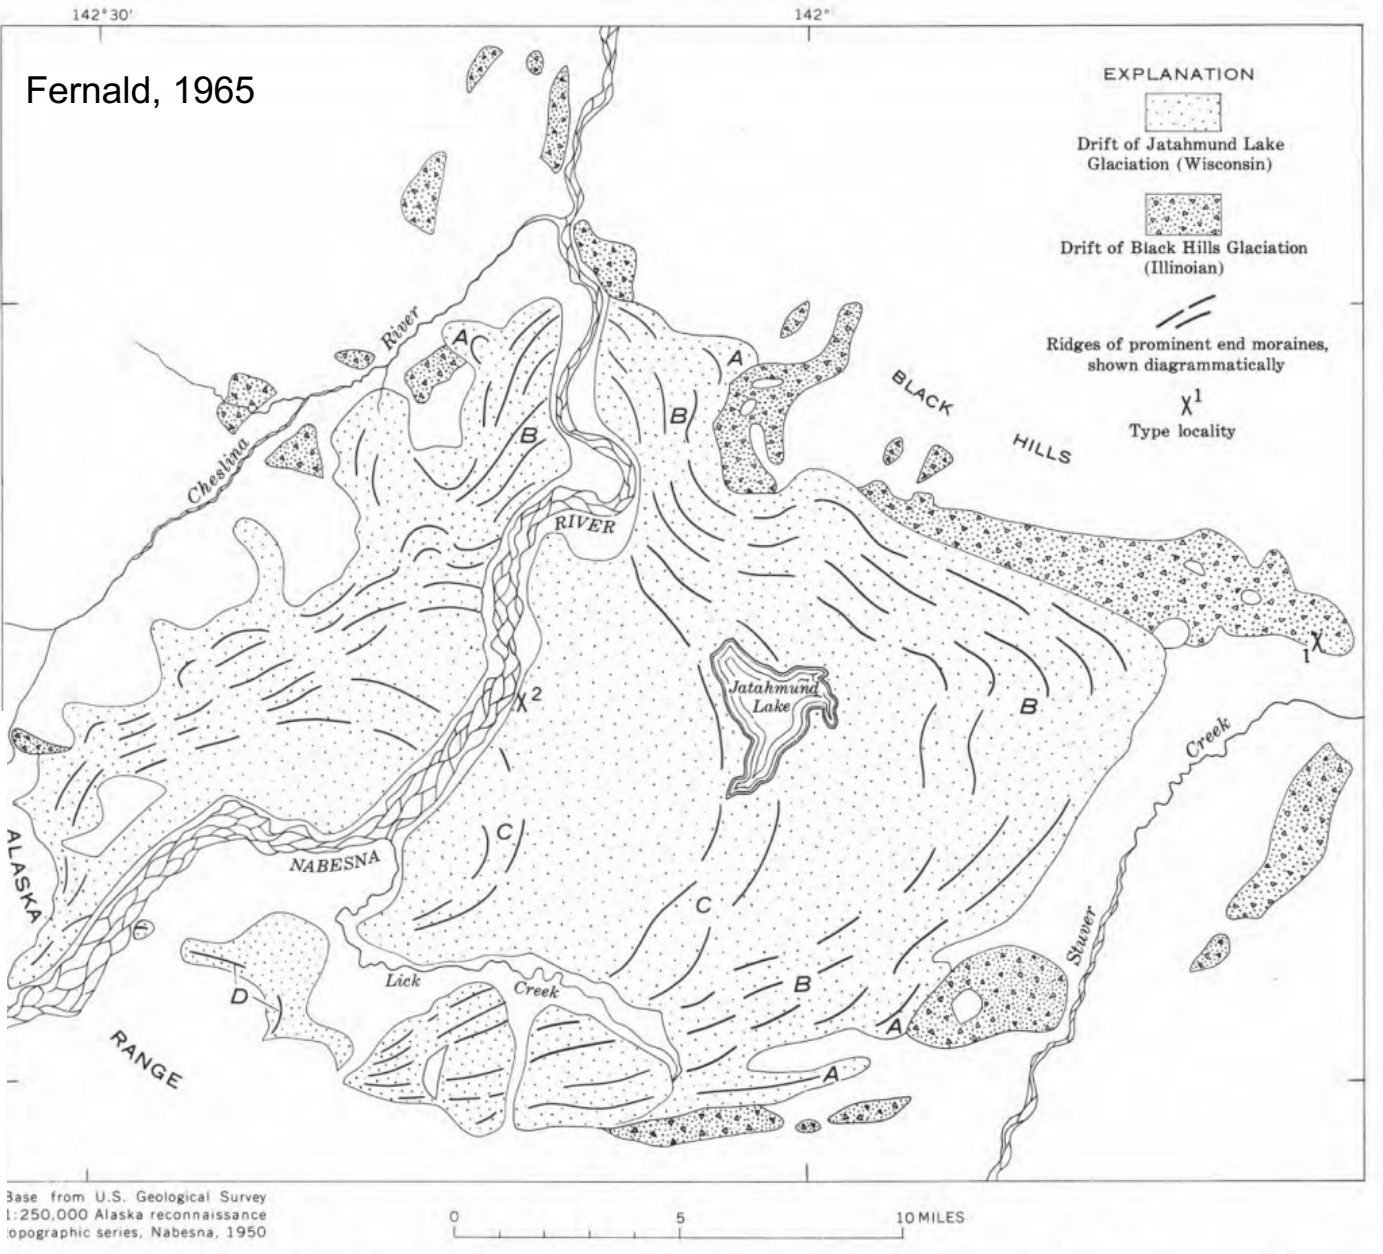 142°30'
142°
Fernald, 1965
EXPLANATION
Drift of Jatahmund Lake
Glaciation (Wisconsin)
Drift of Black Hills Glaciation
(Illinoian)
Ridges of prominent end moraines,
shown diagrammatically
X1
Type locality
River
Cheslina
A
A
B
B
BLACK
HILLS
RIVER
1
X
X2
Jatahmund
Lake
B
Creek
ALASKA
C
NABESNA
C
Stuver
Lick
Creek
B
D
A
RANGE
A
Base from U.S. Geological Survey
1:250,000 Alaska reconnaissance
topographic series, Nabesna, 1950
0 5 10 MILES